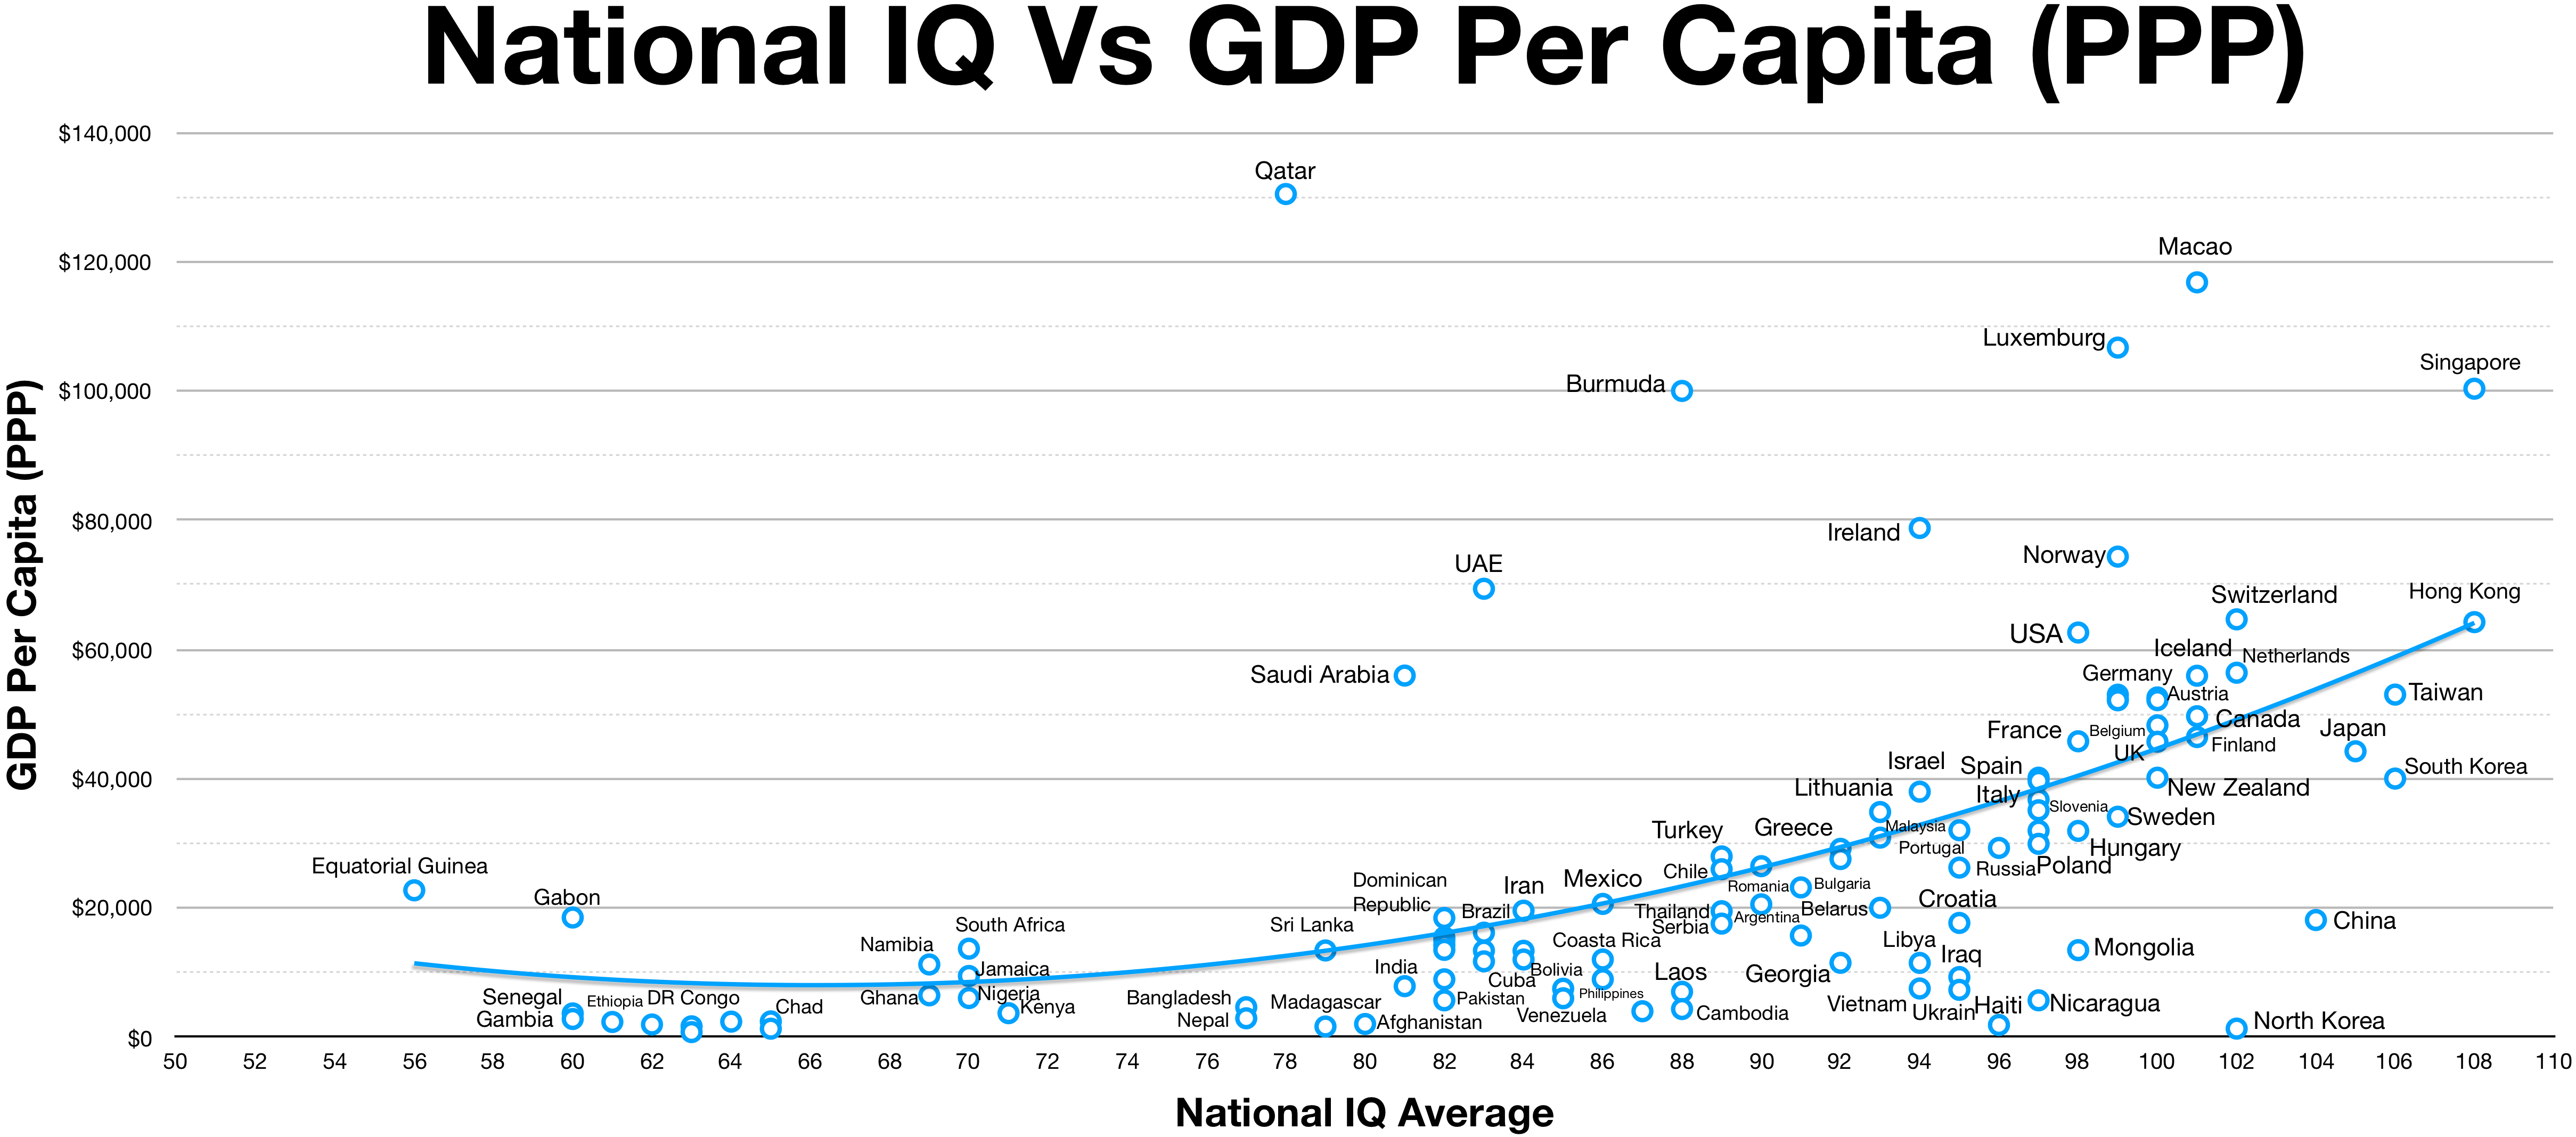 National IQ Vs GDP Per Capita (PPP)
$140,000
Qatar
$120,000
Macao
Luxemburg
Singapore
$100,000
Burmuda
$80,000
Ireland
Norway
UAE
Switzerland
Hong Kong
USA
$60,000
Iceland
Netherlands
Saudi Arabia
Germany
Austria
Taiwan
Canada
France
Belgium
Japan
Finland
UK
Israel
Spain
South Korea
$40,000
Lithuania
New Zealand
Italy
Slovenia
Sweden
Malaysia
Turkey
Greece
Portugal
Hungary
Poland
Russia
Equatorial Guinea
Chile
Dominican
Republic
Iran
Mexico
Romania
Bulgaria
Gabon
Croatia
$20,000
Brazil
Thailand
Argentina
Belarus
Serbia
China
South Africa
Sri Lanka
Namibia
Coasta Rica
Libya
Iraq
Mongolia
Jamaica
India
Bolivia
Laos
Georgia
Cuba
Senegal
Ethiopia
DR Congo
Chad
Ghana
Nigeria
Kenya
Bangladesh
Madagascar
Pakistan
Philippines
Vietnam
Haiti
Nicaragua
Gambia
Nepal
Afghanistan
Venezuela
Cambodia
Ukrain
North Korea
$0
50 52 54 56 58 60 62 64 66 68 70 72 74 76 78 80 82 84 86 88 90 92 94 96 98 100 102 104 106 108 110
National IQ Average
GDP Per Capita (PPP)